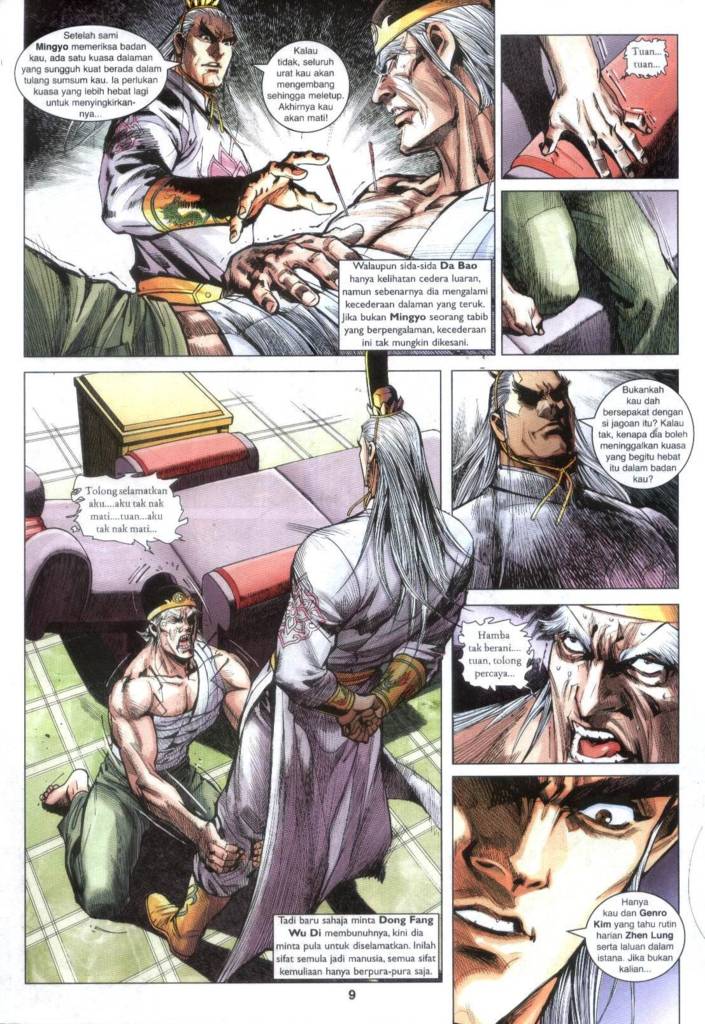 Setelah sami
Mingyo memeriksa badan
kau, ada satu kuasa dalaman
yang sungguh kuat berada dalam
tulang sumsum kau. Ia perlukan
kuasa yang lebih hebat lagi
untuk menyingkirkan-
nya...
Kalau
tidak, seluruh
urat kau akan
mengembang
sehingga meletup.
Akhirnya kau
akan mati!
Walaupun sida-sida Da Bao
hanya kelihatan cedera luaran,
namun sebenarnya dia mengalami
kecederaan dalaman yang teruk.
Jika bukan Mingyo seorang tabib
yang berpengalaman, kecederaan
ini tak mungkin dikesani.
Tuan...
tuan...
Tolong selamatkan
aku....aku tak nak
mati....tuan...aku
tak nak mati...
Tadi baru sahaja minta Dong Fang
Wu Di membunuhnya, kini dia
minta pula untuk diselamatkan. Inilah
sifat semula jadi manusia, semua sifat
kemuliaan hanya berpura-pura saja.
Bukankah
kau dah
bersepakat dengan
si jagoan itu? Kalau
tak, kenapa dia boleh
meninggalkan kuasa
yang begitu hebat
itu dalam badan
kau?
Hamba
tak berani....
tuan, tolong
percaya...
Hanya
kau dan Genro
Kim yang tahu rutin
harian Zhen Lung
serta laluan dalam
istana. Jika bukan
kalian...
9